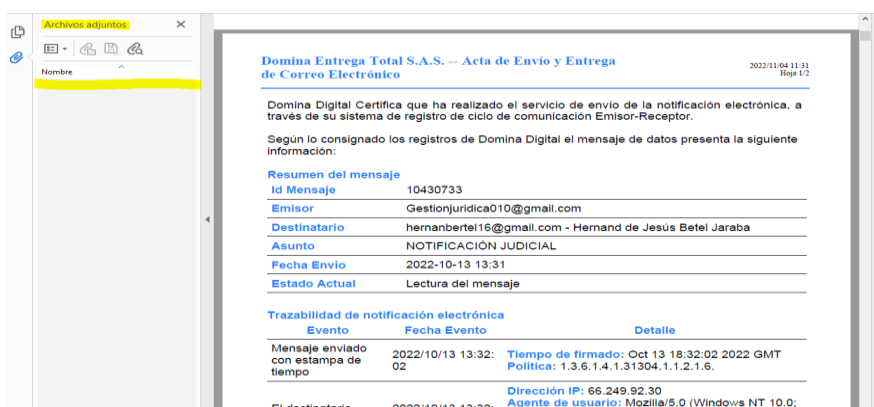 Archivos adjuntos
Nombre
Domina Entrega Total S.A.S. -- Acta de Envío y Entrega
de Correo Electrónico
2022/11/04 11:31
Hoja 1/2
Domina Digital Certifica que ha realizado el servicio de envío de la notificación electrónica, a
través de su sistema de registro de ciclo de comunicación Emisor-Receptor.
Según lo consignado los registros de Domina Digital el mensaje de datos presenta la siguiente
información:
Resumen del mensaje
Id Mensaje 10430733
Emisor Gestionjuridica010@gmail.com
Destinatario hernanbertel16@gmail.com - Hernand de Jesús Betel Jaraba
Asunto NOTIFICACIÓN JUDICIAL
Fecha Envío 2022-10-13 13:31
Estado Actual Lectura del mensaje
Trazabilidad de notificación electrónica
Evento Fecha Evento Detalle
Mensaje enviado
con estampa de
tiempo
2022/10/13 13:32:
02
Tiempo de firmado: Oct 13 18:32:02 2022 GMT
Política: 1.3.6.1.4.1.31304.1.1.2.1.6.
Dirección IP: 66.249.92.30
Agente de usuario: Mozilla/5.0 (Windows NT 10.0;
El destinatario 2022/10/13 13:32: